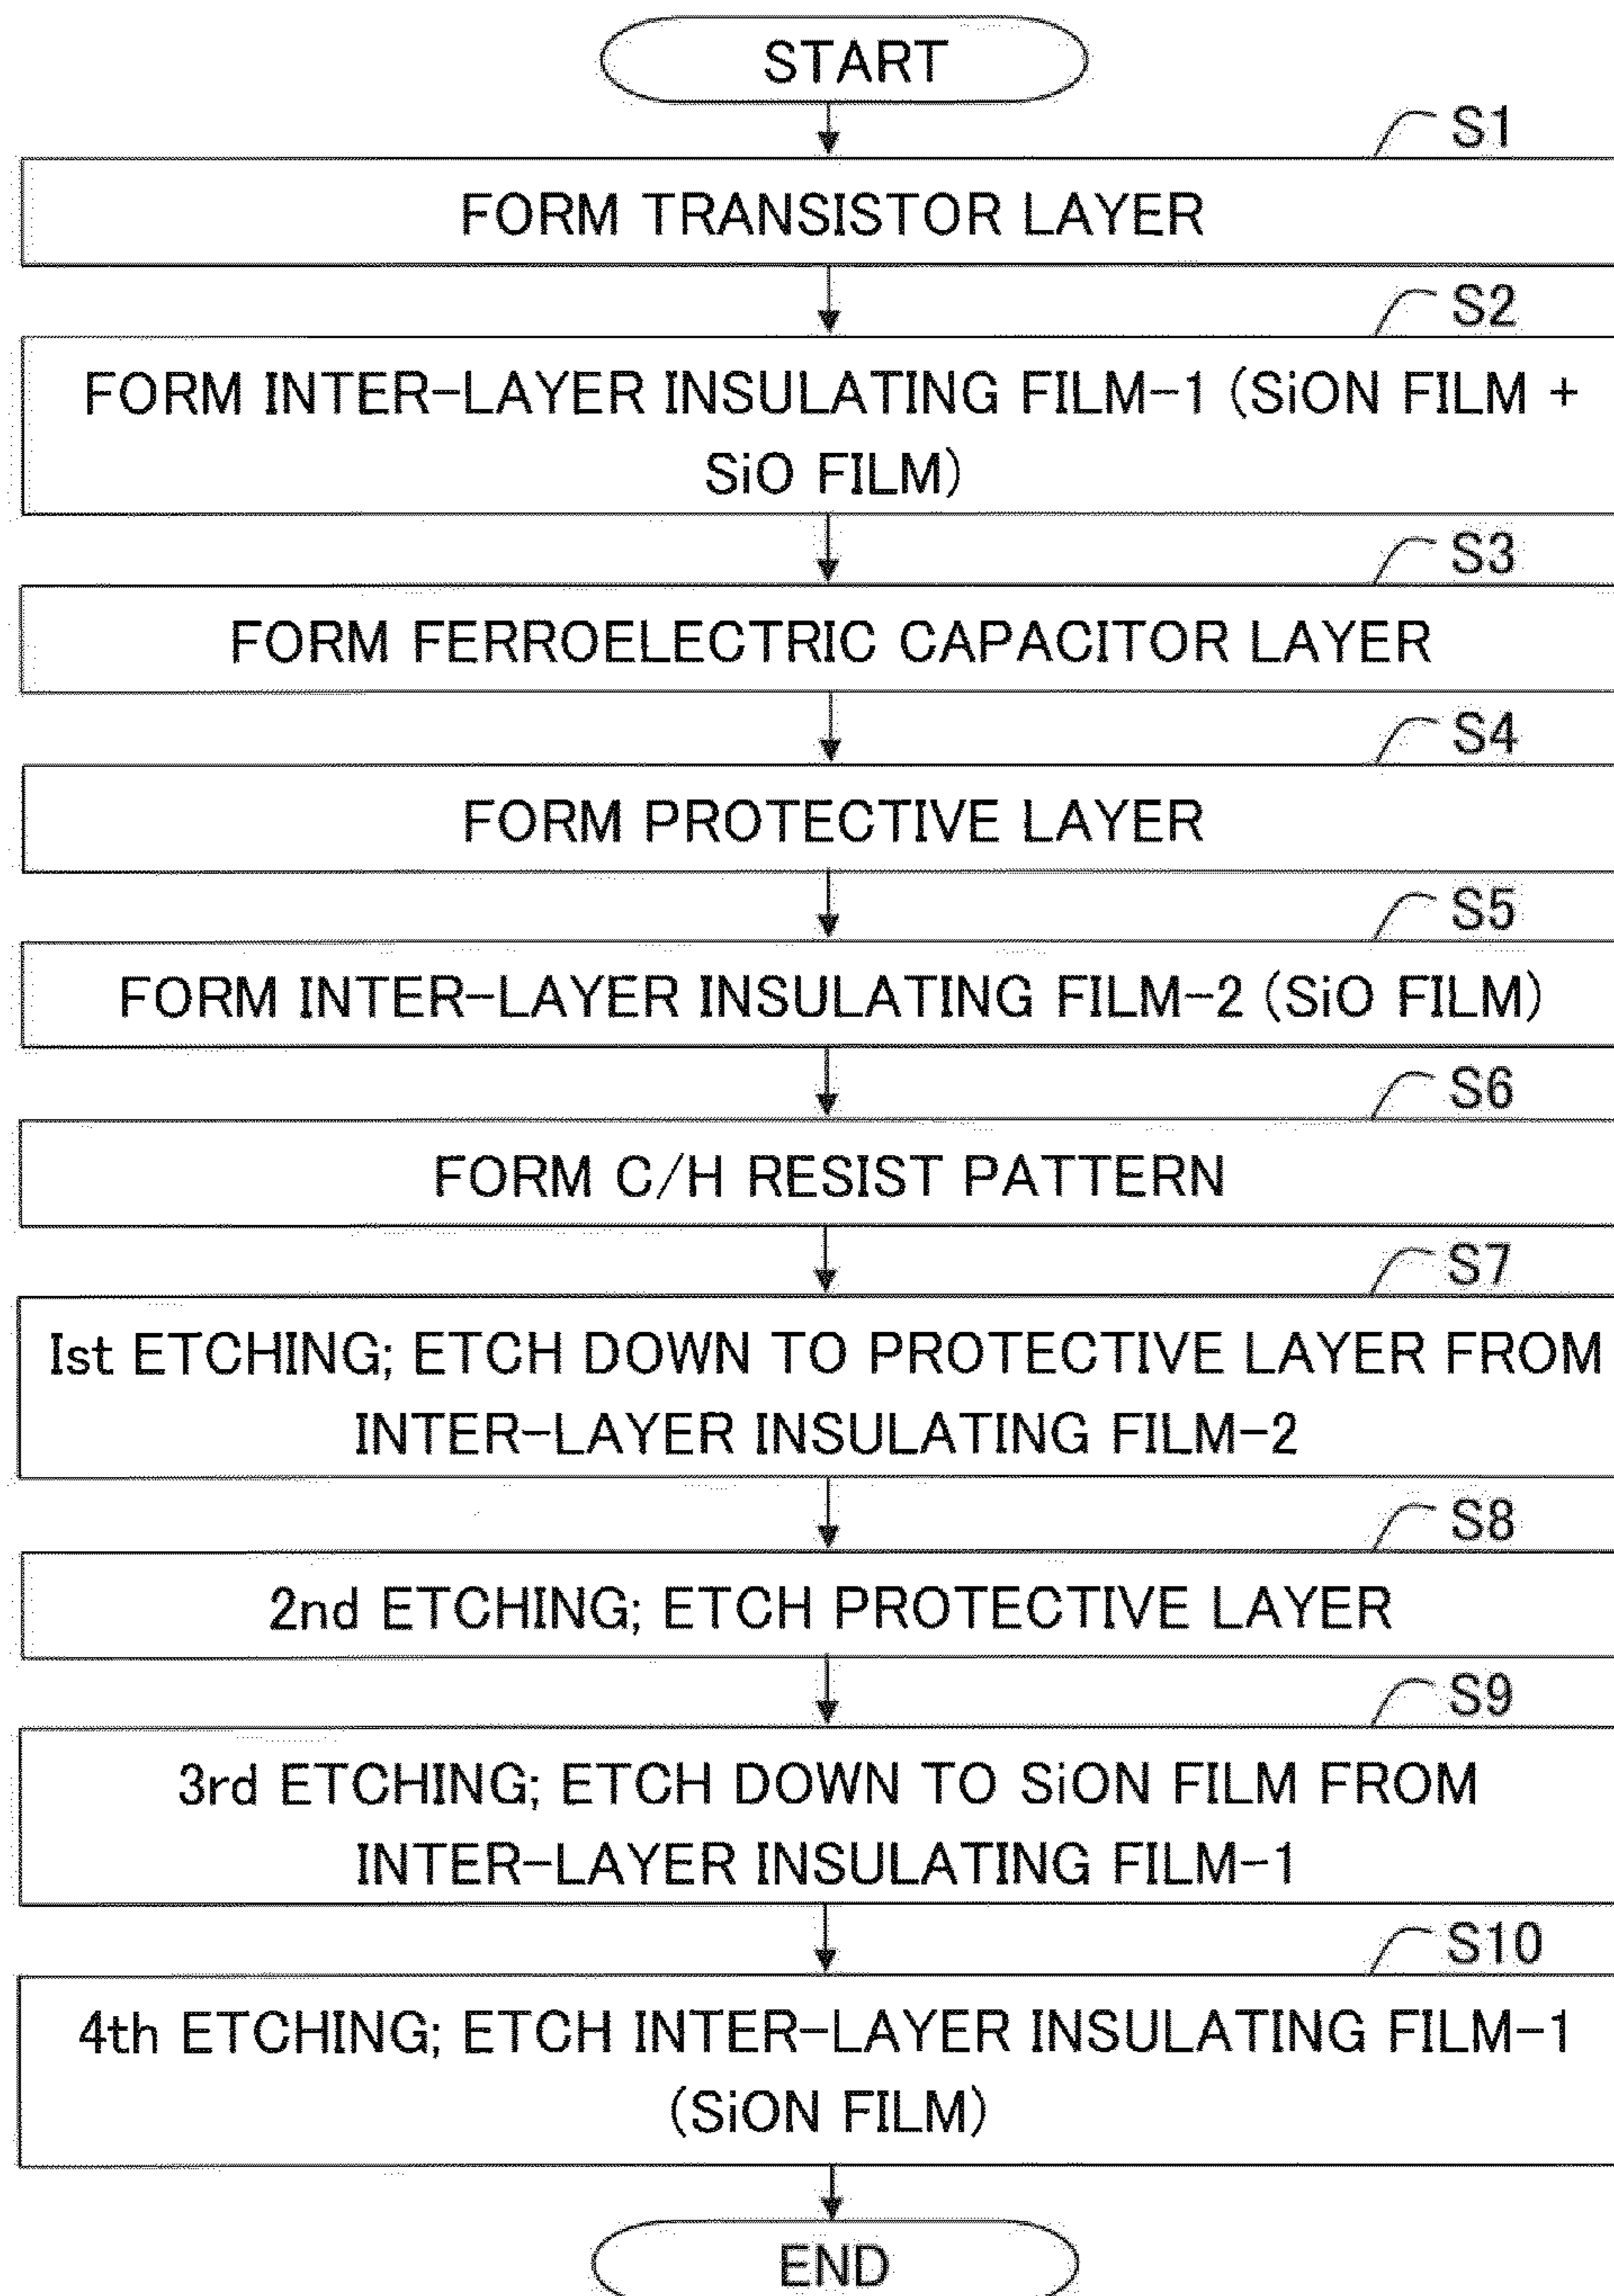 START
S1
FORM TRANSISTOR LAYER
S2
FORM INTER-LAYER INSULATING FILM-1 (SiON FILM +
SiO FILM)
S3
FORM FERROELECTRIC CAPACITOR LAYER
S4
FORM PROTECTIVE LAYER
S5
FORM INTER-LAYER INSULATING FILM-2 (SiO FILM)
S6
FORM C/H RESIST PATTERN
S7
Ist ETCHING; ETCH DOWN TO PROTECTIVE LAYER FROM
INTER-LAYER INSULATING FILM-2
S8
2nd ETCHING; ETCH PROTECTIVE LAYER
S9
3rd ETCHING; ETCH DOWN TO SiON FILM FROM
INTER-LAYER INSULATING FILM-1
S10
4th ETCHING; ETCH INTER-LAYER INSULATING FILM-1
(SiON FILM)
END